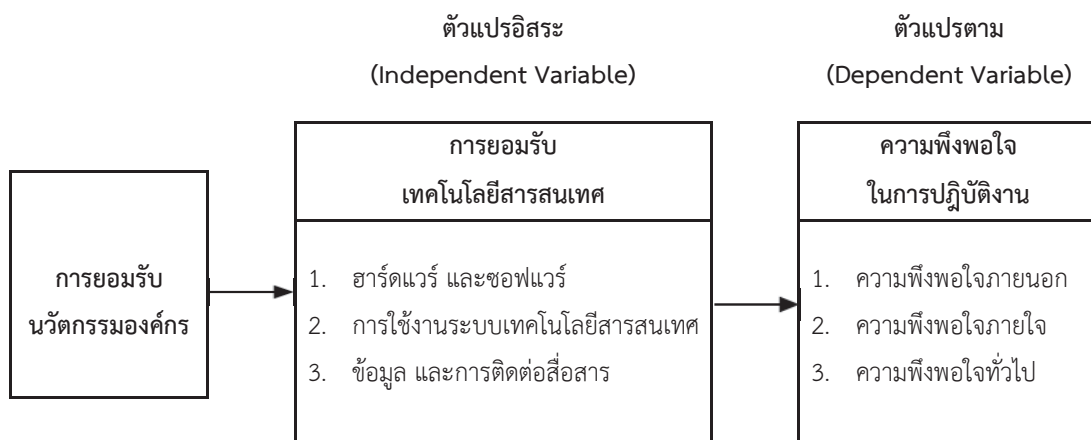 ตัวแปรอิสระ
(Independent Variable)
ตัวแปรตาม
(Dependent Variable)
การยอมรับ
นวัตกรรมองค์กร
การยอมรับ
เทคโนโลยีสารสนเทศ
1. ฮาร์ดแวร์ และซอฟแวร์
2. การใช้งานระบบเทคโนโลยีสารสนเทศ
3. ข้อมูล และการติดต่อสื่อสาร
ความพึงพอใจ
ในการปฏิบัติงาน
1. ความพึงพอใจภายนอก
2. ความพึงพอใจภายใจ
3. ความพึงพอใจทั่วไป